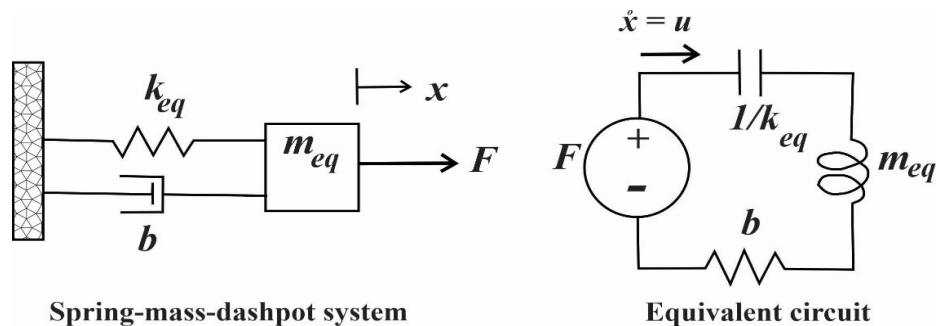 k_eq
m_eq
x
F
b
Spring-mass-dashpot system
ẋ = u
1/k_eq
F
+
-
m_eq
b
Equivalent circuit